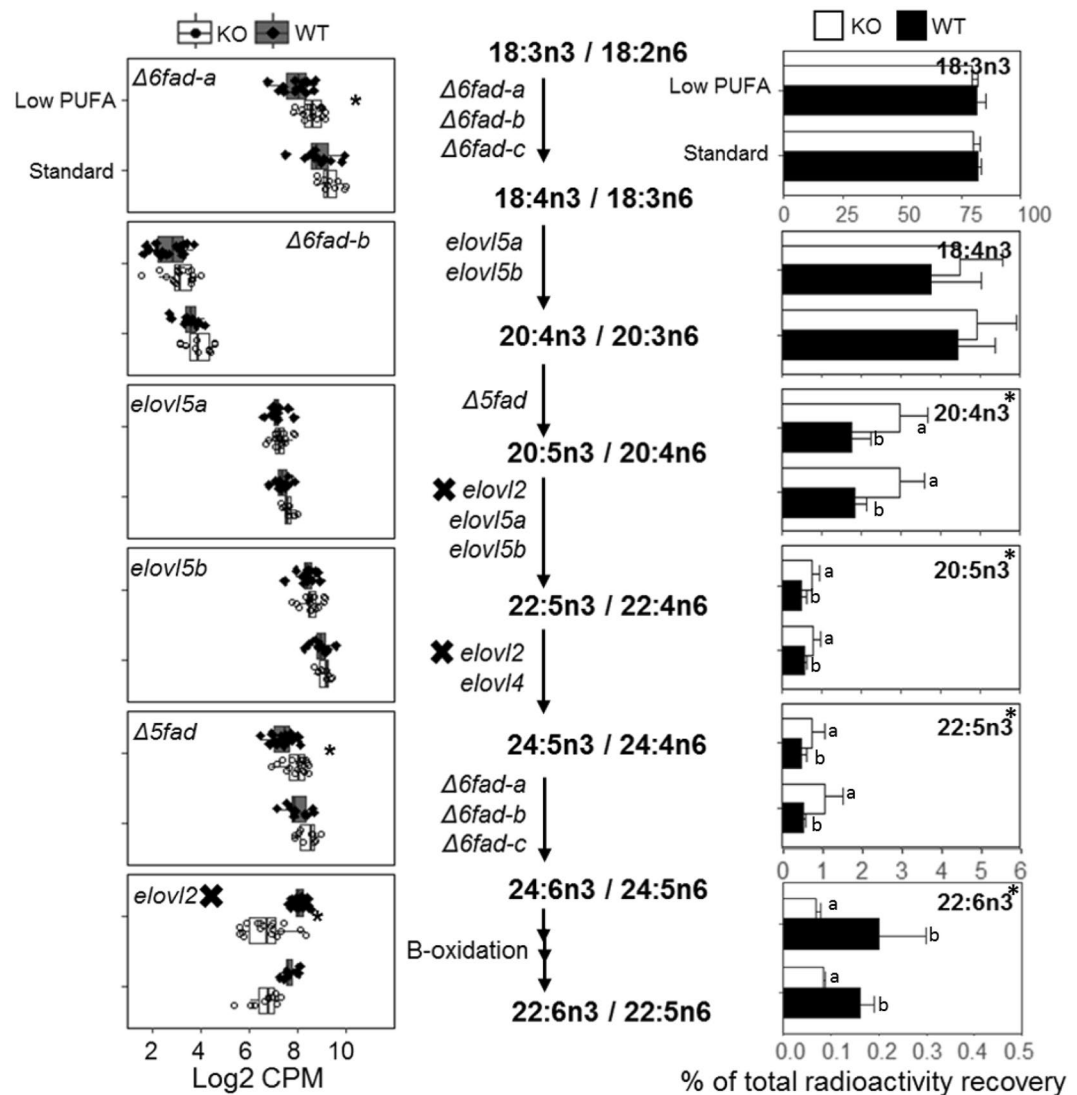 KO WT
Δ6fad-a
Low PUFA
*
Standard
Δ6fad-b
elovl5a
elovl5b
Δ5fad
*
elovl2
*
2 4 6 8 10
Log2 CPM
18:3n3 / 18:2n6
Δ6fad-a
Δ6fad-b
Δ6fad-c
18:4n3 / 18:3n6
elovl5a
elovl5b
20:4n3 / 20:3n6
Δ5fad
20:5n3 / 20:4n6
elovl2
elovl5a
elovl5b
22:5n3 / 22:4n6
elovl2
elovl4
24:5n3 / 24:4n6
Δ6fad-a
Δ6fad-b
Δ6fad-c
24:6n3 / 24:5n6
B-oxidation
22:6n3 / 22:5n6
KO WT
18:3n3
Low PUFA
Standard
0 25 50 75 100
18:4n3
20:4n3*
a
b
a
b
20:5n3*
a
b
a
b
22:5n3*
a
b
a
b
0 1 2 3 4 5 6
22:6n3*
a
b
a
b
0.0 0.1 0.2 0.3 0.4 0.5
% of total radioactivity recovery